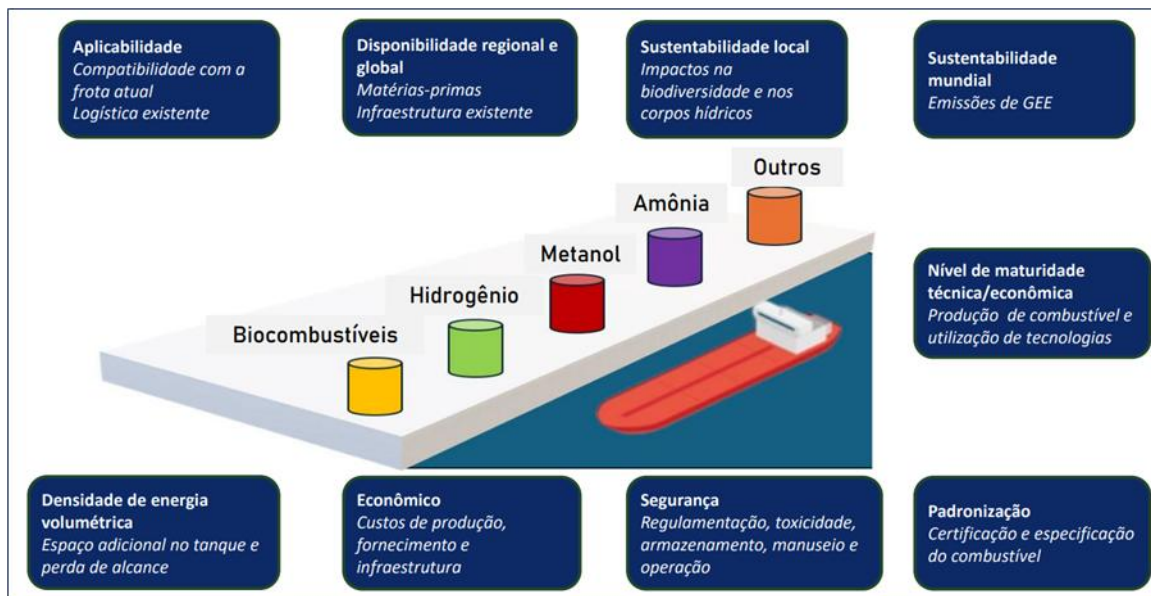 Aplicabilidade
Compatibilidade com a
frota atual
Logística existente
Disponibilidade regional e
global
Matérias-primas
Infraestrutura existente
Sustentabilidade local
Impactos na
biodiversidade e nos
corpos hídricos
Sustentabilidade
mundial
Emissões de GEE
Outros
Amônia
Metanol
Hidrogênio
Biocombustíveis
Nível de maturidade
técnica/econômica
Produção de combustível e
utilização de tecnologias
Densidade de energia
volumétrica
Espaço adicional no tanque e
perda de alcance
Econômico
Custos de produção,
fornecimento e
infraestrutura
Segurança
Regulamentação, toxicidade,
armazenamento, manuseio e
operação
Padronização
Certificação e especificação
do combustível